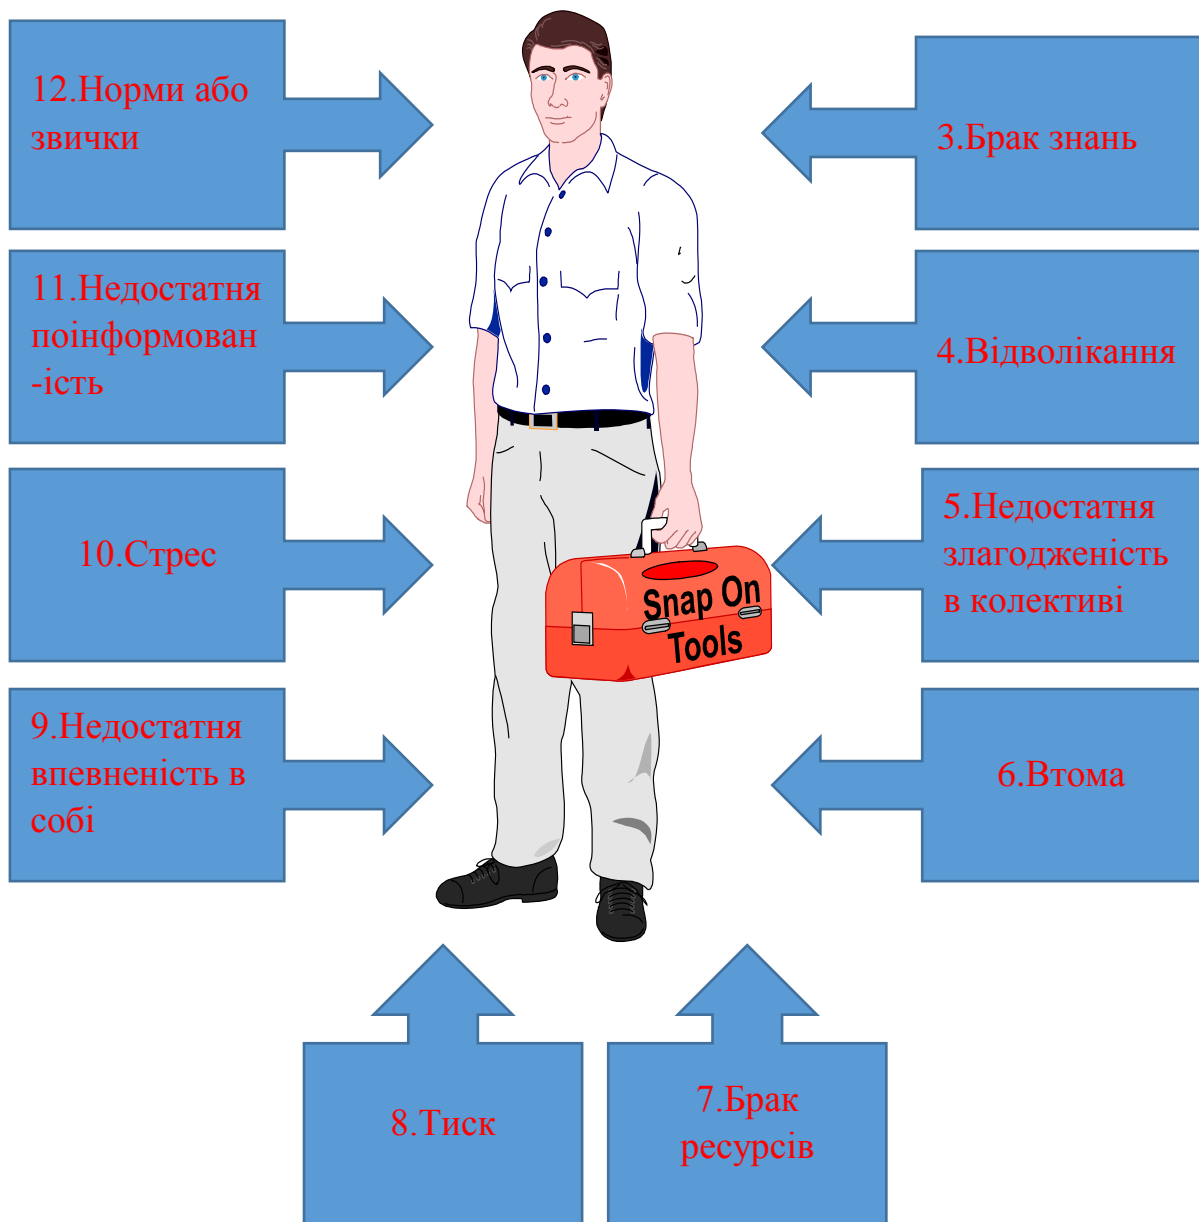 12.Норми або
звички
3.Брак знань
11.Недостатня
поінформован
-ість
4.Відволікання
10.Стрес
5.Недостатня
злагодженість
в колективі
Snap On
Tools
9.Недостатня
впевненість в
собі
6.Втома
8.Тиск
7.Брак
ресурсів